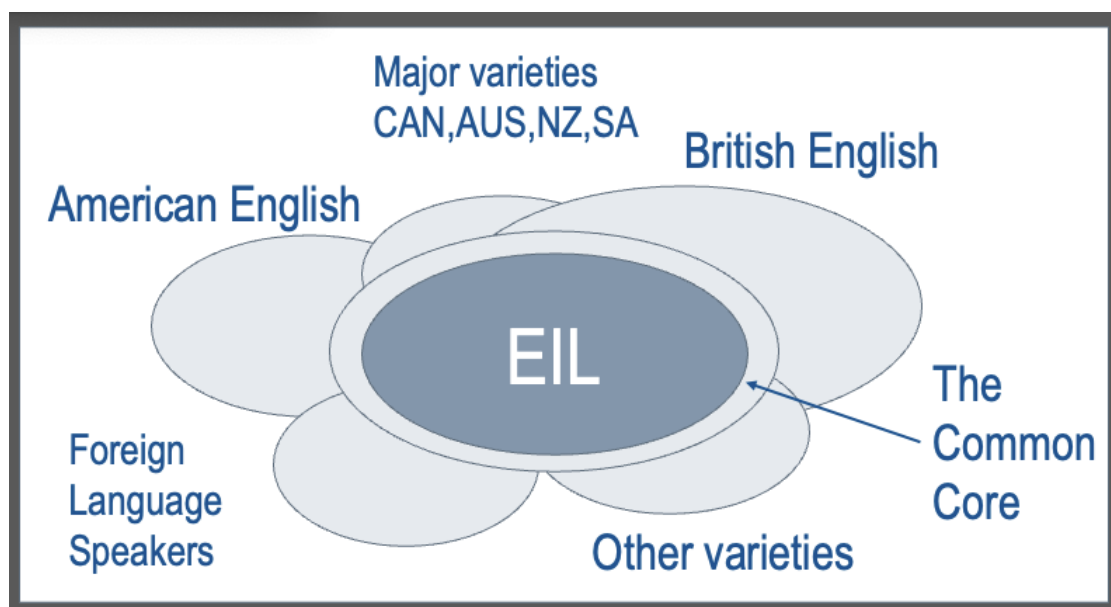 Major varieties
CAN,AUS,NZ,SA
British English
American English
EIL
The
Common
Core
Foreign
Language
Speakers
Other varieties